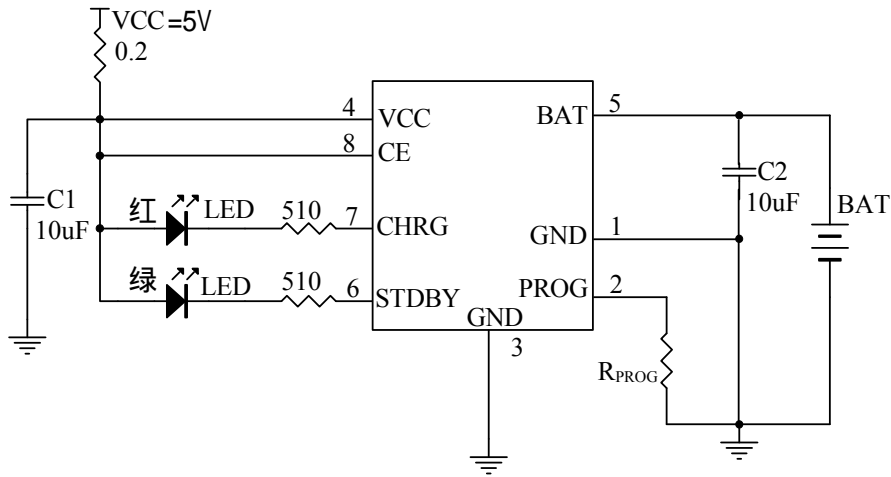 VCC=5V
0.2
4
VCC
BAT
5
8
CE
C1
10uF
C2
10uF
BAT
红
LED
510
7
CHRG
GND
1
绿
LED
510
6
STDBY
PROG
2
GND
3
RPROG